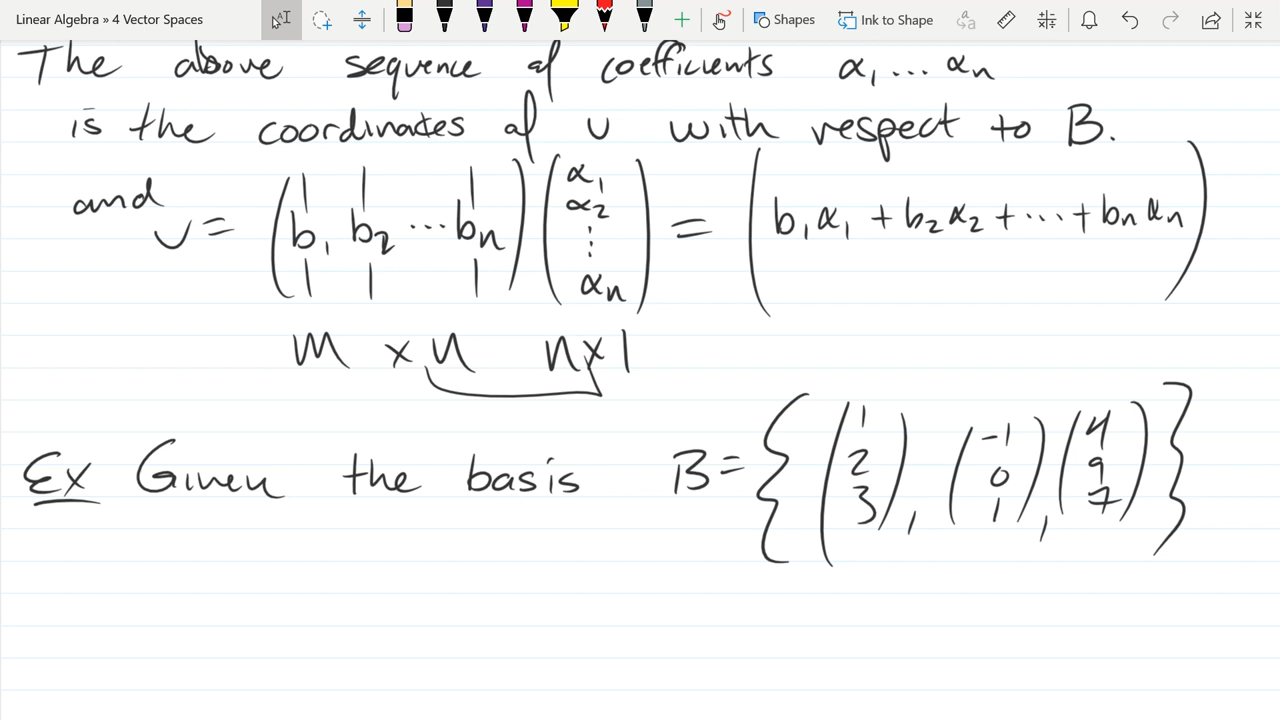 Linear Algebra » 4 Vector Spaces Shapes Ink to Shape
The above sequence of coefficients α₁ ... αn
is the coordinates of v with respect to B.
and v = (b₁ b₂ ... bn) (α₁ α₂ ⋮ αn) = (b₁α₁ + b₂α₂ + ... + bnαn)
m × n n×1
Ex Given the basis B = { (1 2 3), (-1 0 1), (4 9 7) }